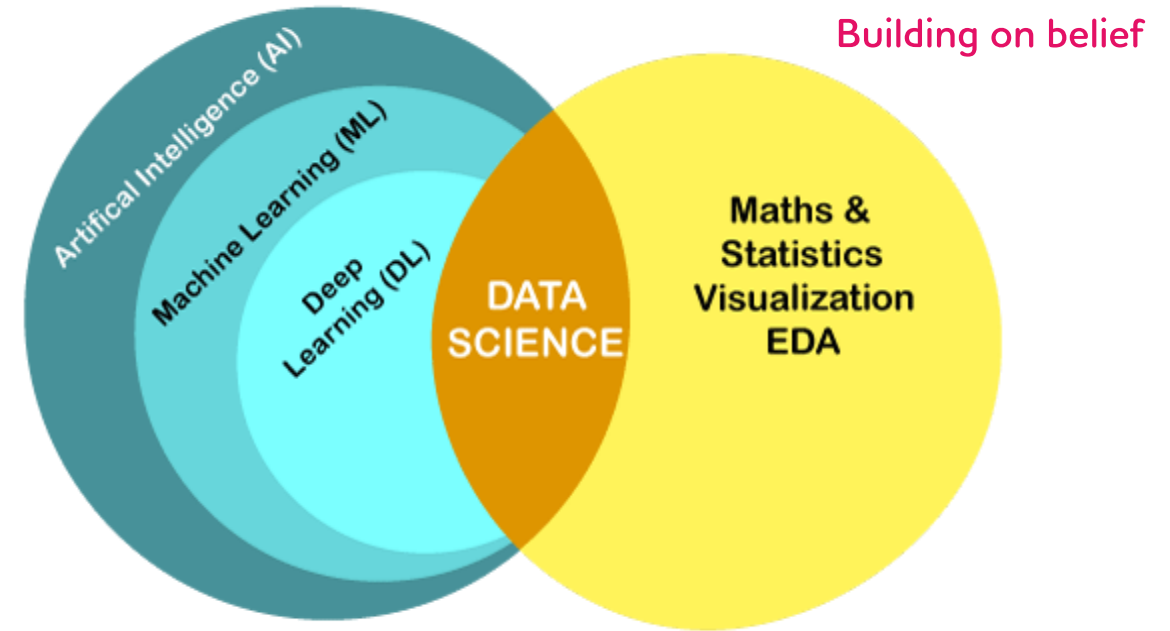 Building on belief
Artifical Intelligence (AI)
Machine Learning (ML)
Deep
Learning (DL)
DATA
SCIENCE
Maths &
Statistics
Visualization
EDA